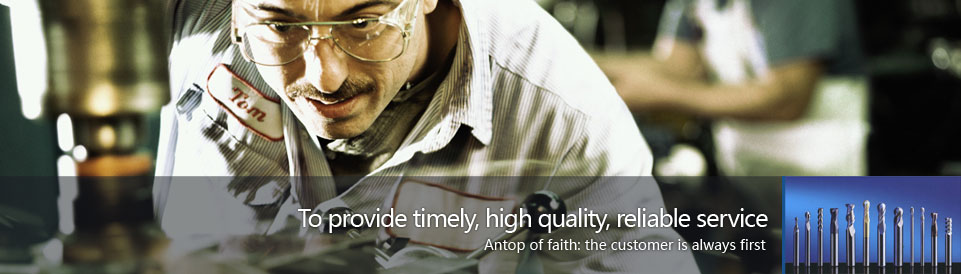 Tom
To provide timely, high quality, reliable service
Antop of faith: the customer is always first